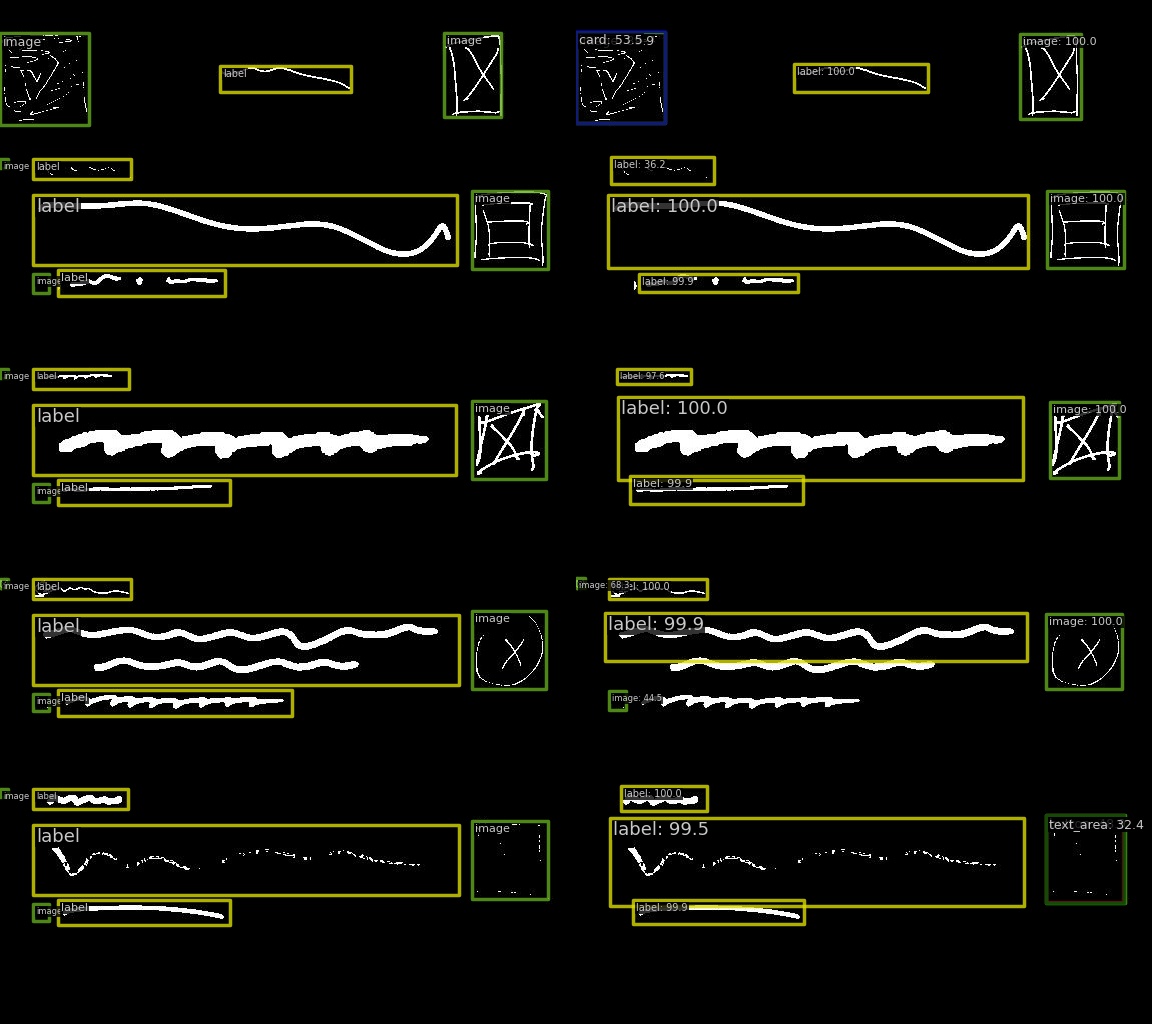 image label image card: 53.5.9 label: 100.0 image: 100.0
image label label: 36.2
label image label: 100.0 image: 100.0
image label label: 99.9
image label label: 97.6
label image label: 100.0 image: 100.0
image label label: 99.9
image label image: 68.3 100.0
label image label: 99.9 image: 100.0
image label image: 44.5
image label label: 100.0
label image label: 99.5 text_area: 32.4
image label label: 99.9